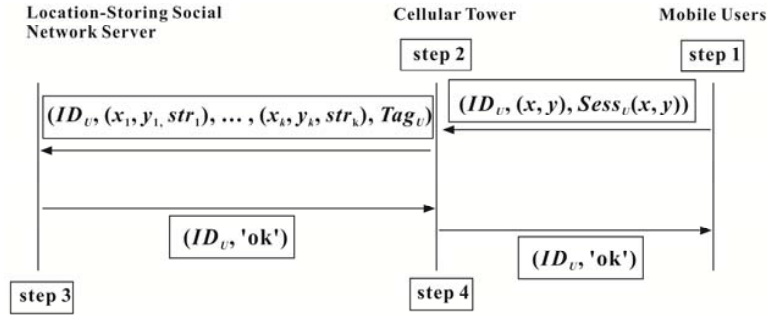 Location-Storing Social
Network Server
Cellular Tower
Mobile Users
step 2
step 1
(ID_U, (x_1, y_1, str_1), ... , (x_k, y_k, str_k), Tag_U)
(ID_U, (x, y), Sess_U(x, y))
(ID_U, 'ok')
(ID_U, 'ok')
step 3
step 4